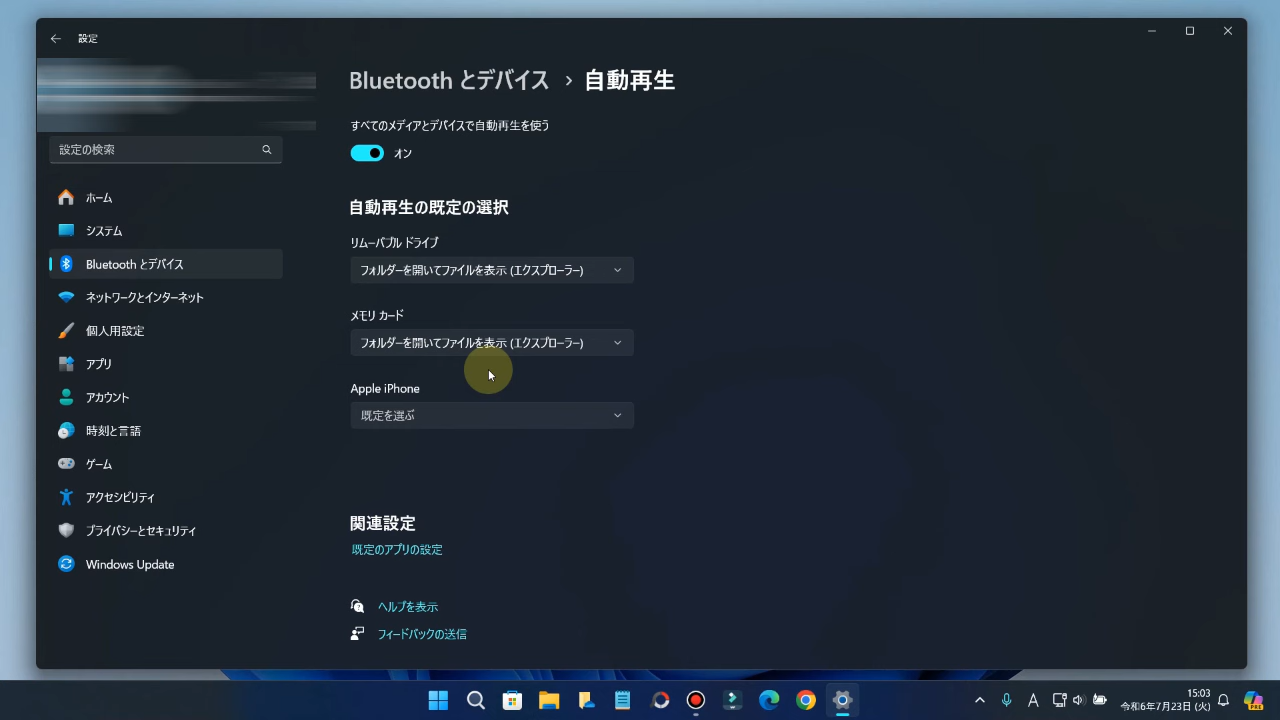 設定
Bluetooth とデバイス › 自動再生
すべてのメディアとデバイスで自動再生を使う
オン
設定の検索
ホーム
システム
Bluetooth とデバイス
ネットワークとインターネット
個人用設定
アプリ
アカウント
時刻と言語
ゲーム
アクセシビリティ
プライバシーとセキュリティ
Windows Update
自動再生の既定の選択
リムーバブル ドライブ
フォルダーを開いてファイルを表示 (エクスプローラー)
メモリ カード
フォルダーを開いてファイルを表示 (エクスプローラー)
Apple iPhone
既定を選ぶ
関連設定
既定のアプリの設定
ヘルプを表示
フィードバックの送信
A
15:03
令和6年7月23日 (火)
PRE